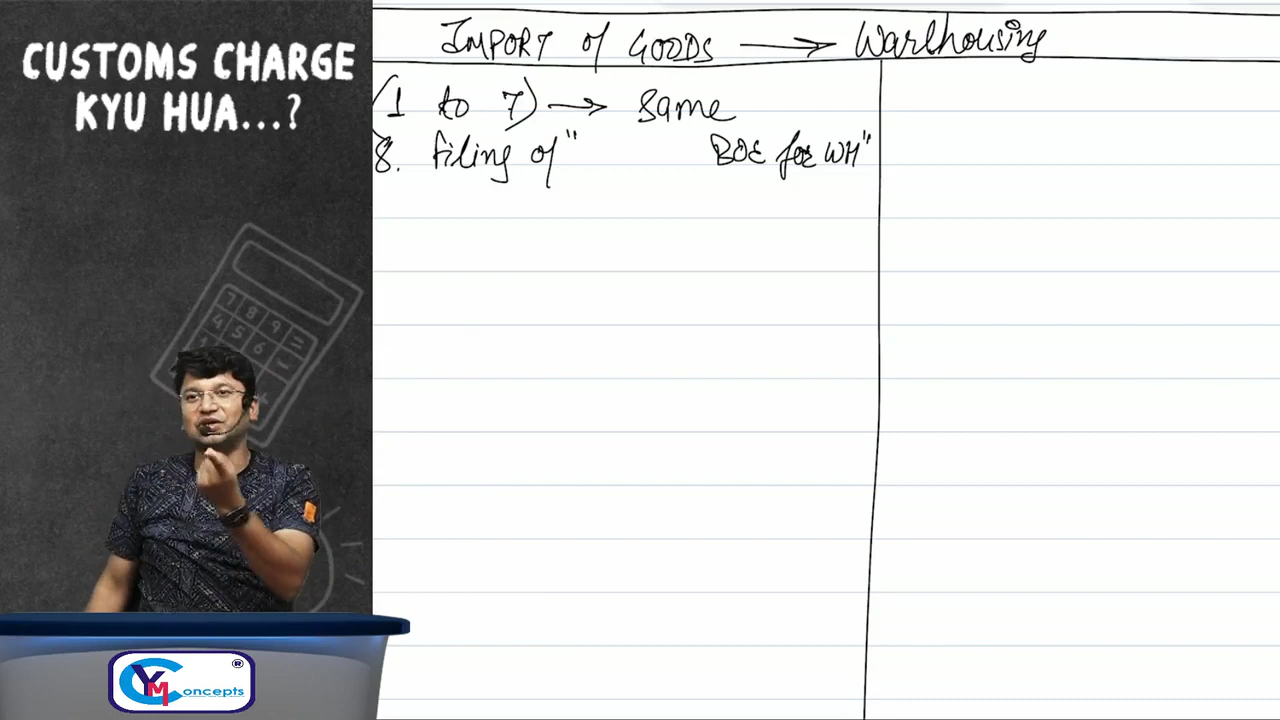 CUSTOMS CHARGE
KYU HUA...?
IMPORT of GOODS → Warehousing
(1 to 7) → Same
8. Filing of " BOE for WH"
YM Concepts ®